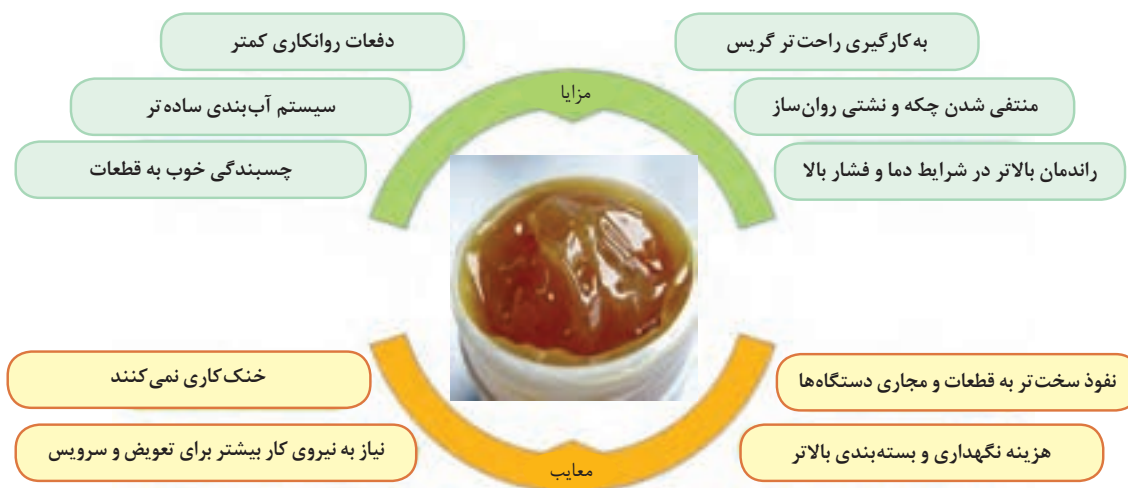 به‌کارگیری راحت‌تر گریس
دفعات روانکاری کمتر
مزایا
منتفی شدن چکه و نشتی روان‌ساز
سیستم آب‌بندی ساده‌تر
راندمان بالاتر در شرایط دما و فشار بالا
چسبندگی خوب به قطعات
نفوذ سخت‌تر به قطعات و مجاری دستگاه‌ها
خنک‌کاری نمی‌کنند
هزینه نگهداری و بسته‌بندی بالاتر
نیاز به نیروی کار بیشتر برای تعویض و سرویس
معایب